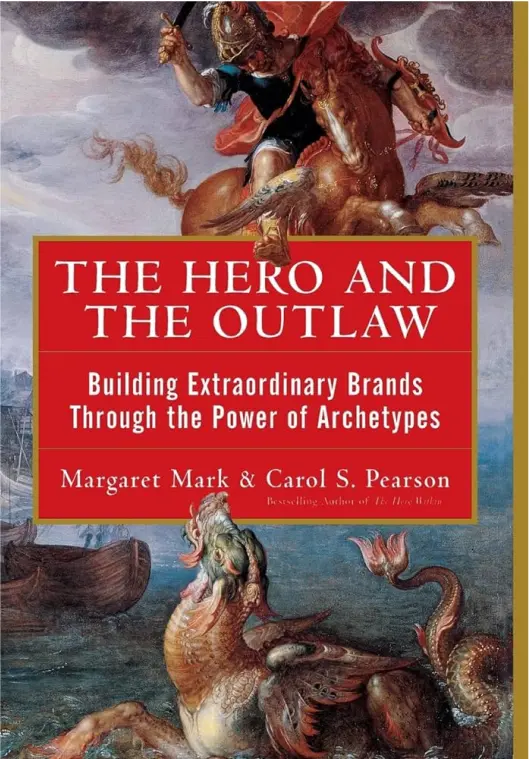 THE HERO AND
THE OUTLAW
Building Extraordinary Brands
Through the Power of Archetypes
Margaret Mark & Carol S. Pearson
Bestselling Author of The Hero Within